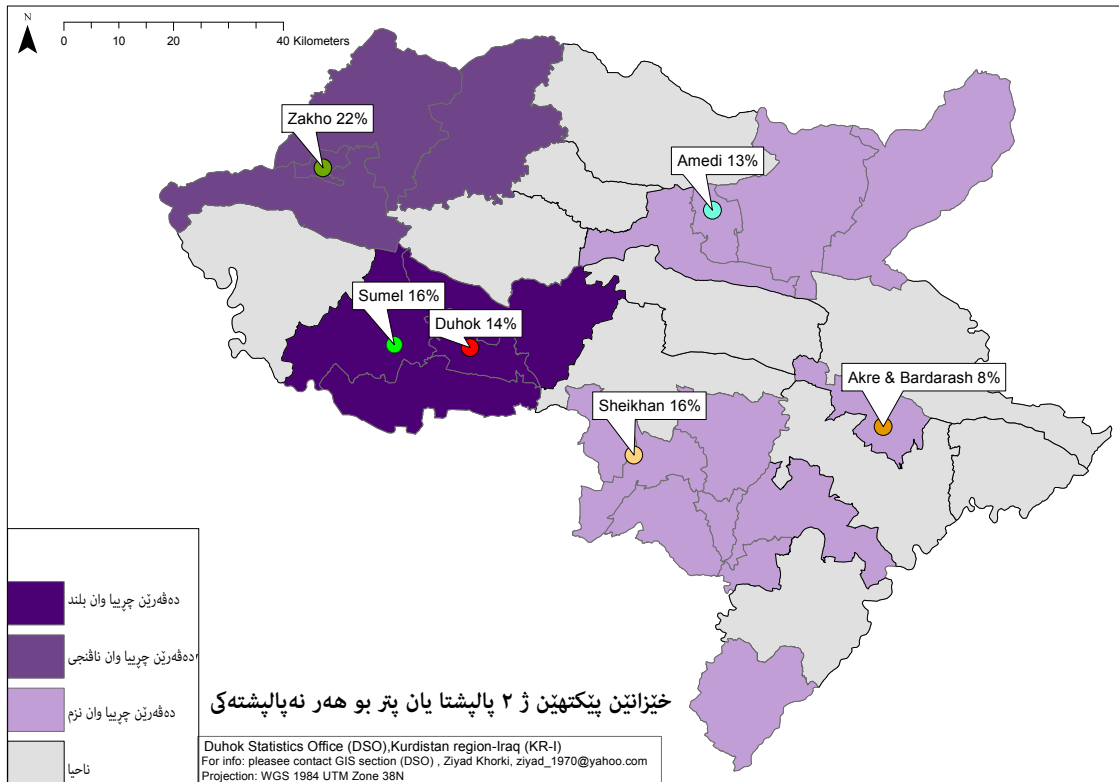 N
0 10 20 40 Kilometers
Zakho 22%
Amedi 13%
Sumel 16%
Duhok 14%
Akre & Bardarash 8%
Sheikhan 16%
دەڤەرێن چڕییا وان بلند
دەڤەرێن چڕییا وان ناڤنجی
دەڤەرێن چڕییا وان نزم
ناحیا
خێزانێن پێکتهێن ژ ٢ پالپشتا یان پتر بو هەر نەپالپشتەکێ
Duhok Statistics Office (DSO),Kurdistan region-Iraq (KR-I)
For info: pleasee contact GIS section (DSO) , Ziyad Khorki, ziyad_1970@yahoo.com
Projection: WGS 1984 UTM Zone 38N